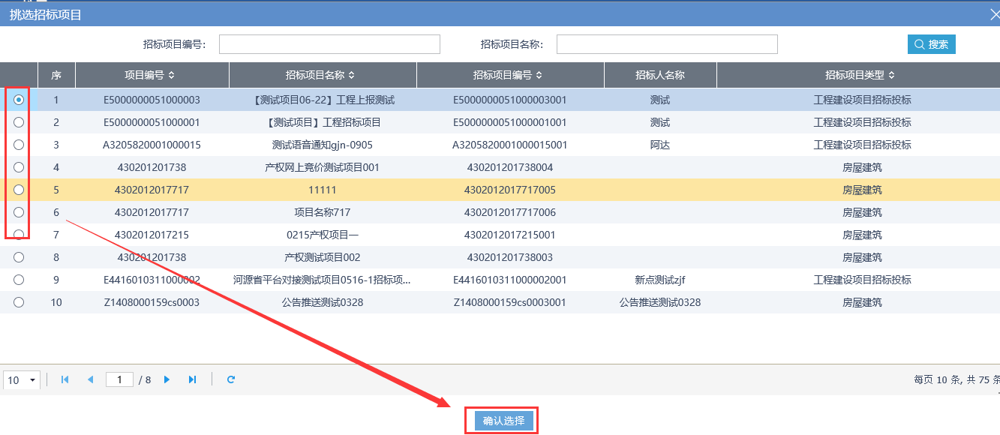 挑选招标项目
招标项目编号： 招标项目名称： 搜索
序 项目编号 招标项目名称 招标项目编号 招标人名称 招标项目类型
1 E5000000051000003 【测试项目06-22】工程上报测试 E5000000051000003001 测试 工程建设项目招标投标
2 E5000000051000001 【测试项目】工程招标项目 E5000000051000001001 测试 工程建设项目招标投标
3 A3205820001000015 测试语音通知gjn-0905 A3205820001000015001 阿达 工程建设项目招标投标
4 430201201738 产权网上竞价测试项目001 430201201738004 房屋建筑
5 4302012017717 11111 4302012017717005 房屋建筑
6 4302012017717 项目名称717 4302012017717006 房屋建筑
7 4302012017215 0215产权项目一 4302012017215001 房屋建筑
8 430201201738 产权测试项目002 430201201738003 房屋建筑
9 E4416010311000002 河源省平台对接测试项目0516-1招标项... E4416010311000002001 新点测试zjf 工程建设项目招标投标
10 Z1408000159cs0003 公告推送测试0328 Z1408000159cs0003001 公告推送测试0328 房屋建筑
10 1 / 8 每页 10 条, 共 75 条
确认选择